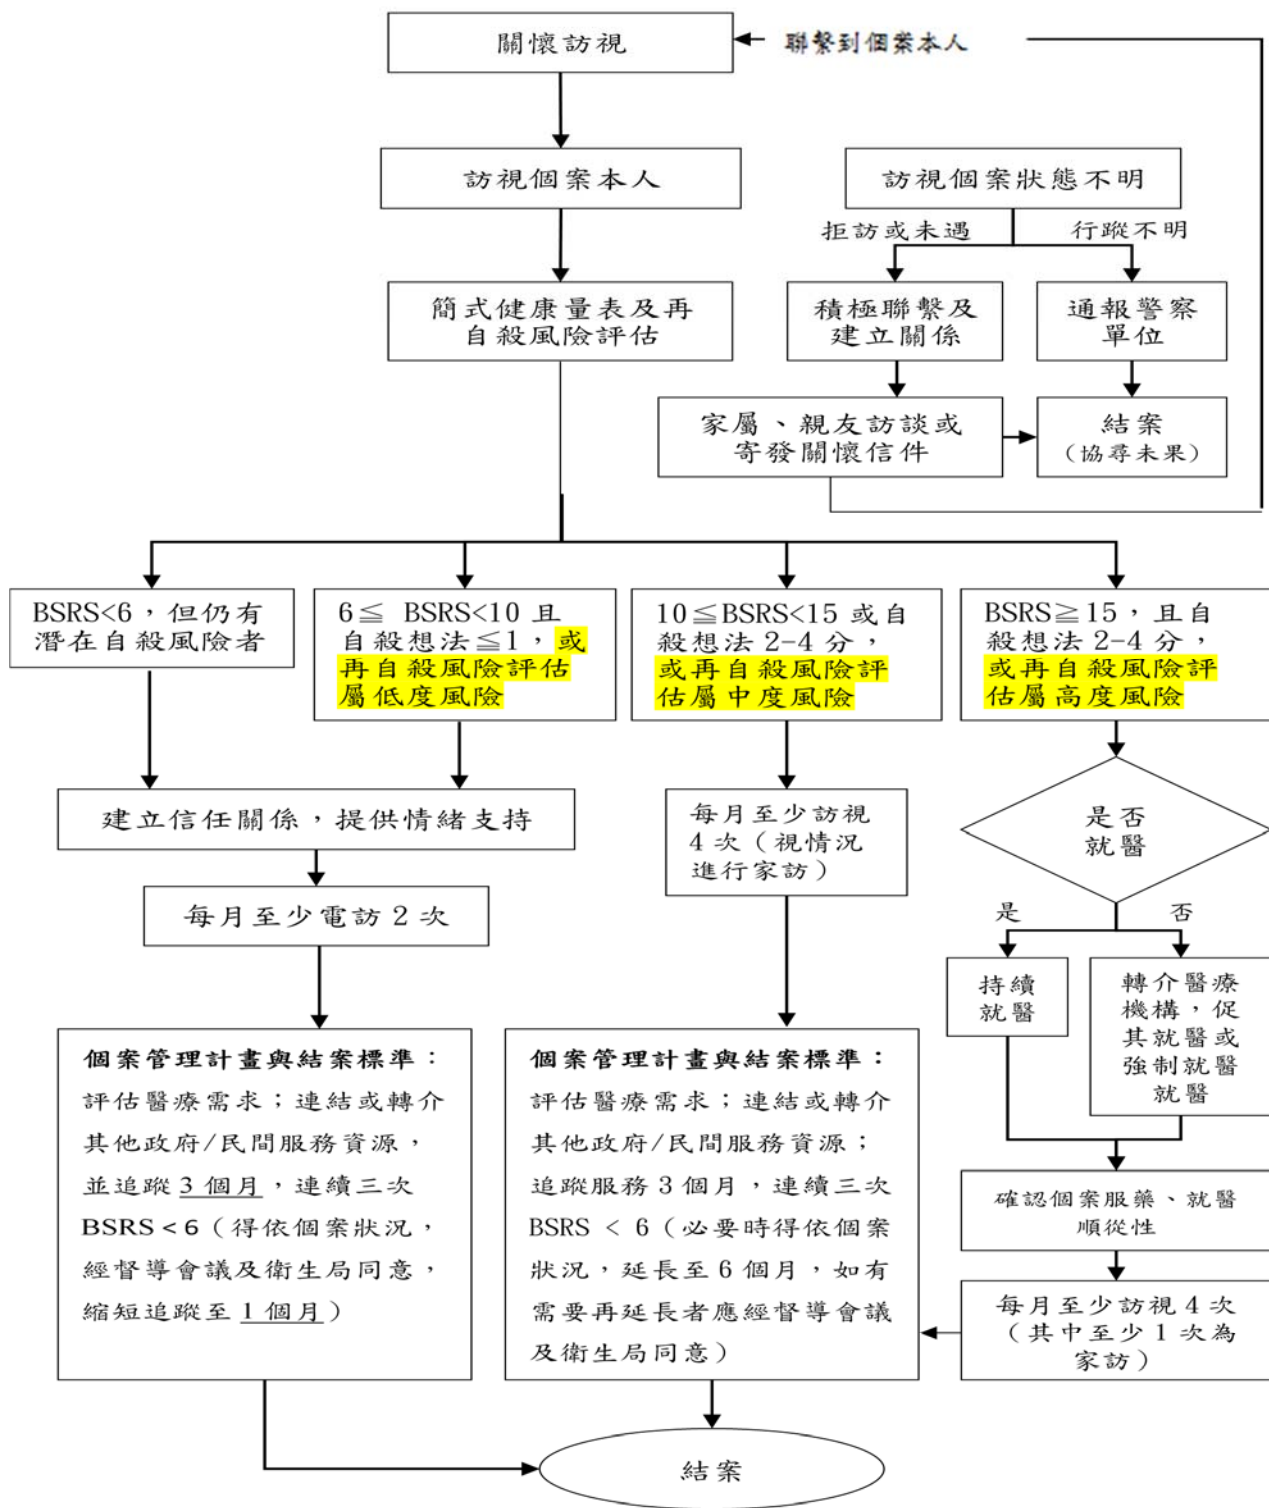 關懷訪視
聯繫到個案本人
訪視個案本人
訪視個案狀態不明
拒訪或未遇
行蹤不明
簡式健康量表及再
自殺風險評估
積極聯繫及
建立關係
通報警察
單位
家屬、親友訪談或
寄發關懷信件
結案
(協尋未果)
BSRS<6，但仍有
潛在自殺風險者
6≦ BSRS<10 且
自殺想法≦1，或
再自殺風險評估
屬低度風險
10≦BSRS<15 或自
殺想法 2-4 分，
或再自殺風險評
估屬中度風險
BSRS≧15，且自
殺想法 2-4 分，
或再自殺風險評
估屬高度風險
建立信任關係，提供情緒支持
每月至少訪視
4 次（視情況
進行家訪）
是否
就醫
每月至少電訪 2 次
是
否
持續
就醫
轉介醫療
機構，促
其就醫或
強制就醫
就醫
個案管理計畫與結案標準：
評估醫療需求；連結或轉介
其他政府/民間服務資源，
並追蹤 3 個月，連續三次
BSRS<6（得依個案狀況，
經督導會議及衛生局同意，
縮短追蹤至 1 個月）
個案管理計畫與結案標準：
評估醫療需求；連結或轉介
其他政府/民間服務資源；
追蹤服務 3 個月，連續三次
BSRS < 6（必要時得依個案
狀況，延長至 6 個月，如有
需要再延長者應經督導會議
及衛生局同意）
確認個案服藥、就醫
順從性
每月至少訪視 4 次
（其中至少 1 次為
家訪）
結案